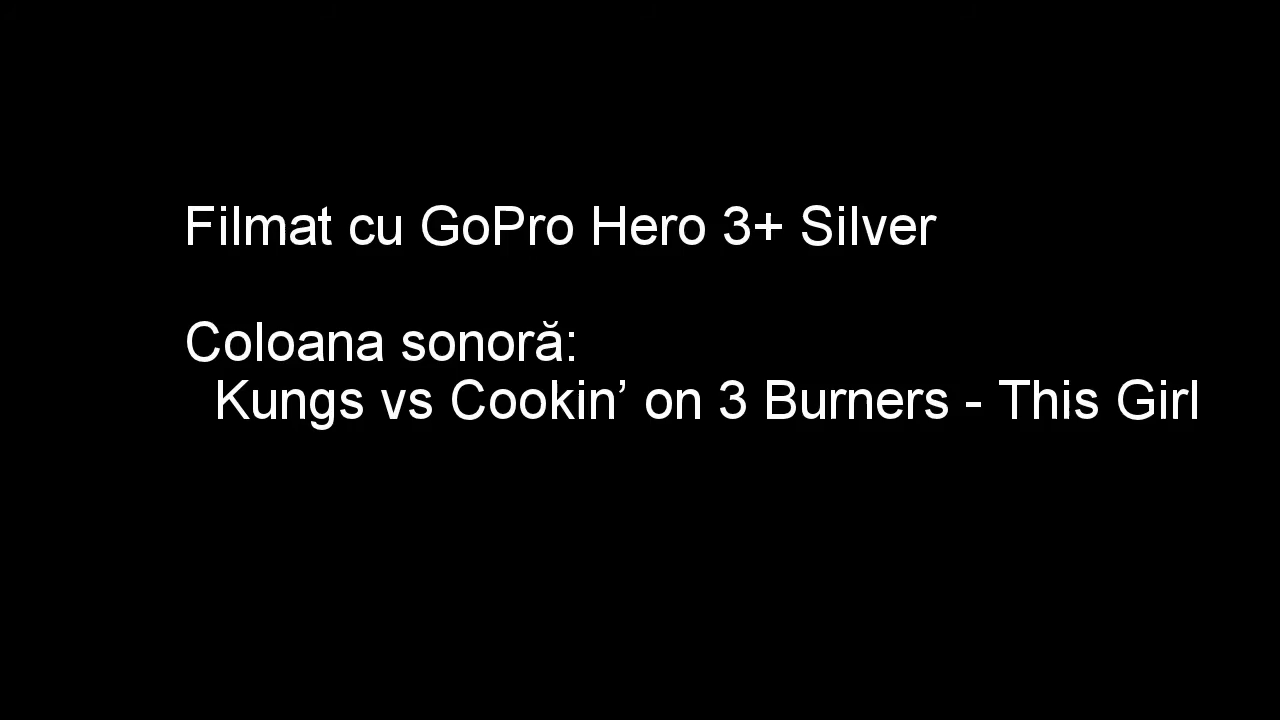 Filmat cu GoPro Hero 3+ Silver
Coloana sonoră:
Kungs vs Cookin’ on 3 Burners - This Girl